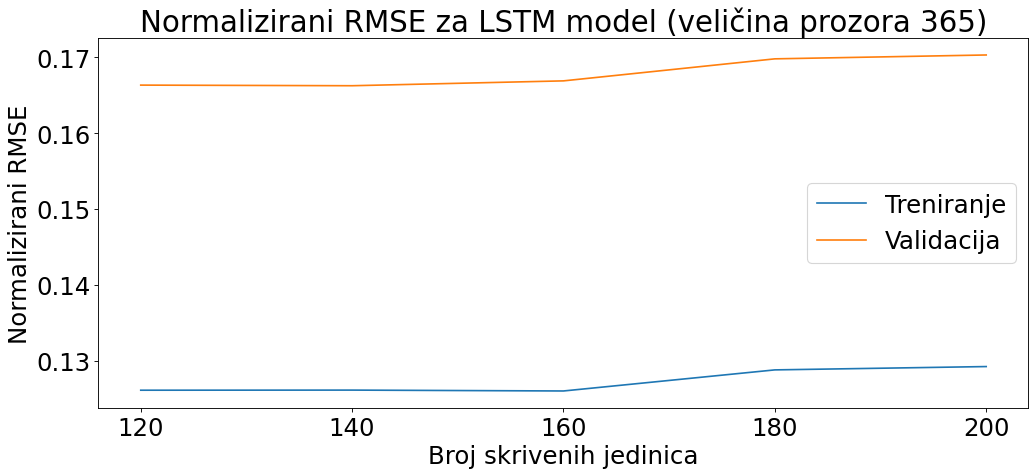 Normalizirani RMSE za LSTM model (veličina prozora 365)
Normalizirani RMSE
0.17
0.16
0.15
0.14
0.13
Treniranje
Validacija
120 140 160 180 200
Broj skrivenih jedinica